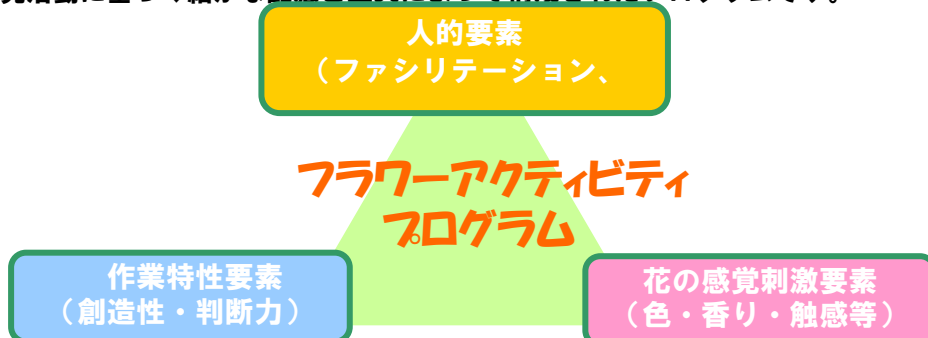 人的要素
（ファシリテーション、
フラワーアクティビティ
プログラム
作業特性要素
（創造性・判断力）
花の感覚刺激要素
（色・香り・触感等）